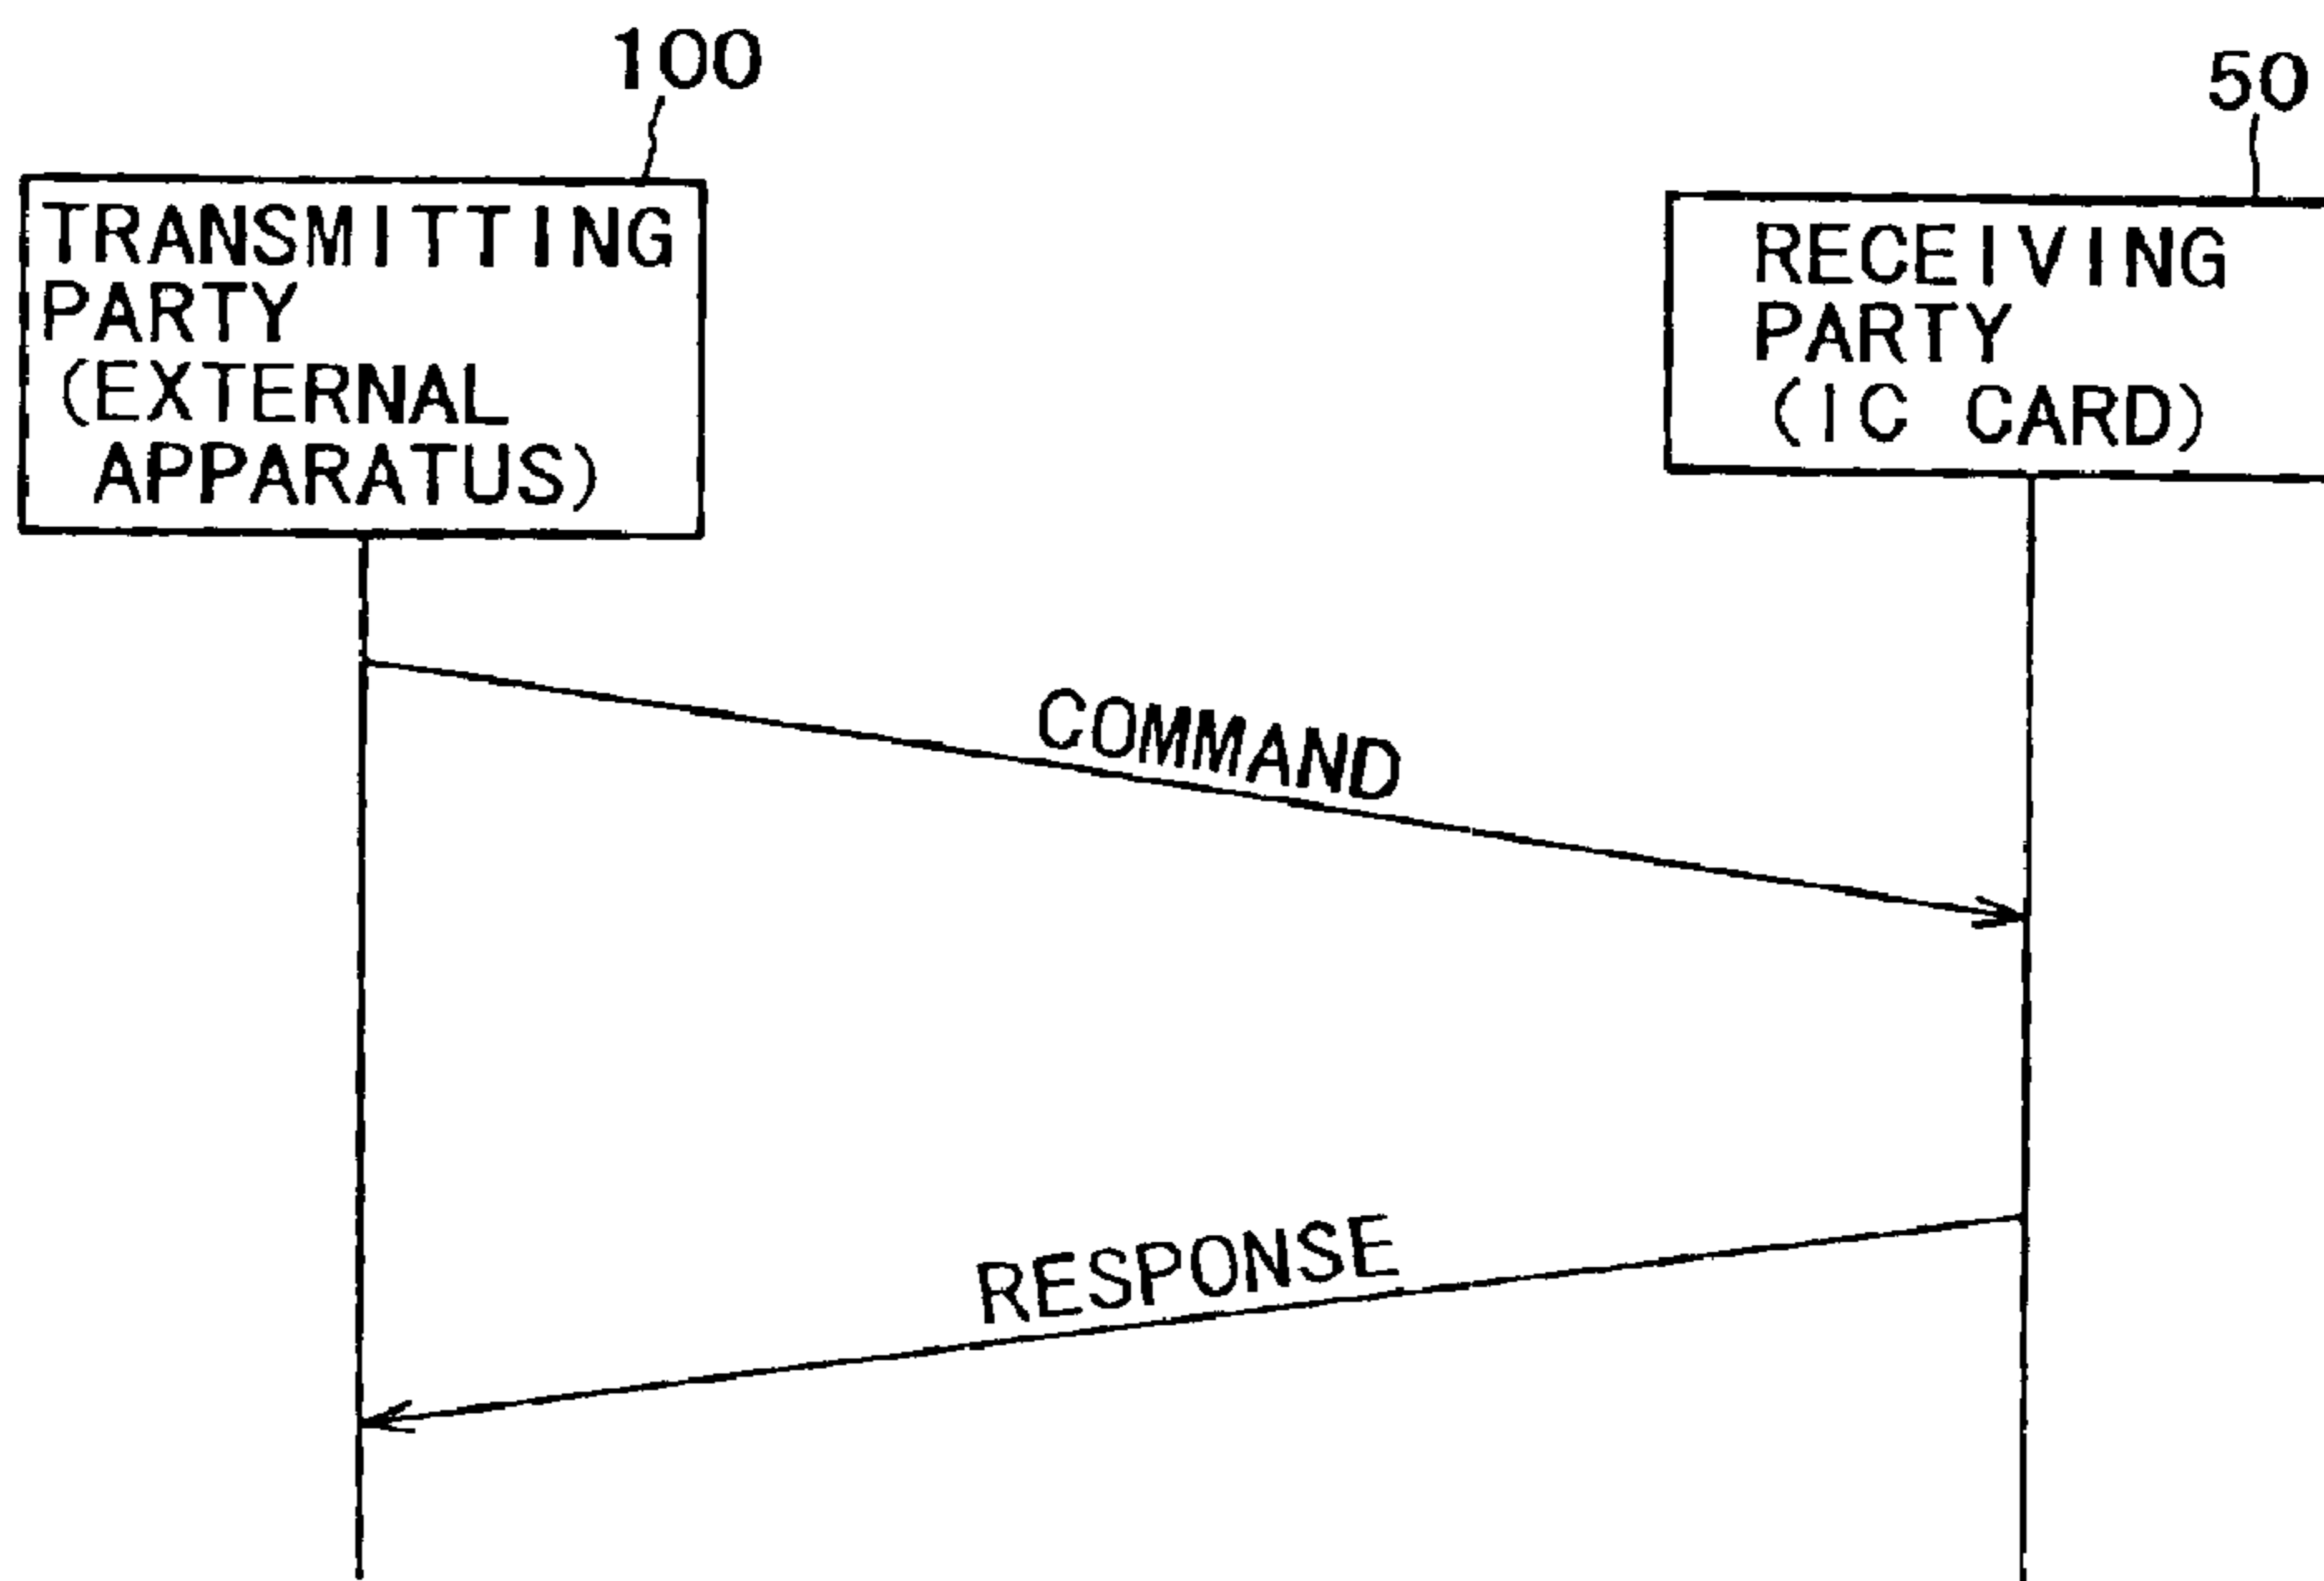 100
50
TRANSMITTING
PARTY
(EXTERNAL
APPARATUS)
RECEIVING
PARTY
(IC CARD)
COMMAND
RESPONSE